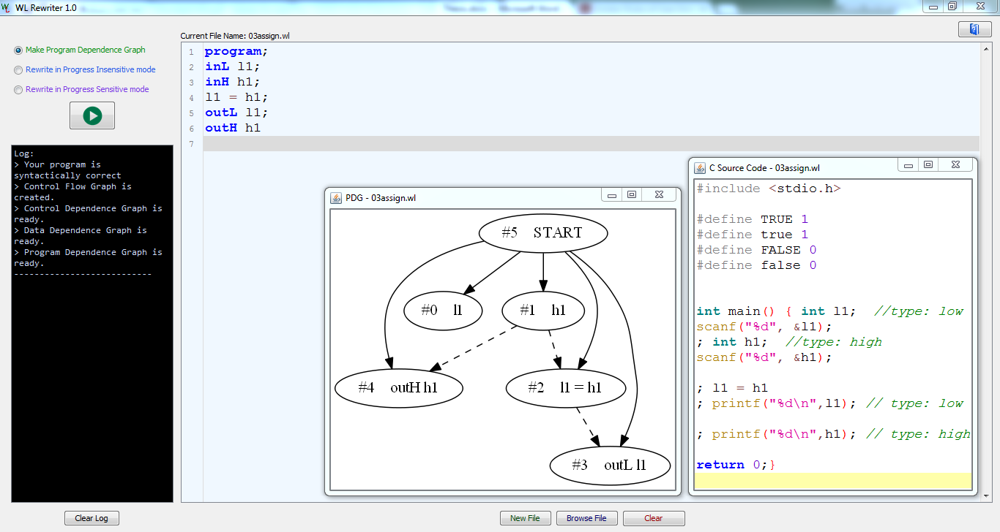 WL Rewriter 1.0
Current File Name: 03assign.wl
Make Program Dependence Graph
Rewrite in Progress Insensitive mode
Rewrite in Progress Sensitive mode
Log:
> Your program is
syntactically correct
> Control Flow Graph is
created.
> Control Dependence Graph is
ready.
> Data Dependence Graph is
ready.
> Program Dependence Graph is
ready.
---------------------------
1 program;
2 inL l1;
3 inH h1;
4 l1 = h1;
5 outL l1;
6 outH h1
7
PDG - 03assign.wl
#5 START
#0 l1
#1 h1
#4 outH h1
#2 l1 = h1
#3 outL l1
C Source Code - 03assign.wl
#include <stdio.h>
#define TRUE 1
#define true 1
#define FALSE 0
#define false 0
int main() { int l1; //type: low
scanf("%d", &l1);
; int h1; //type: high
scanf("%d", &h1);
; l1 = h1
; printf("%d\n",l1); // type: low
; printf("%d\n",h1); // type: high
return 0;}
Clear Log
New File
Browse File
Clear